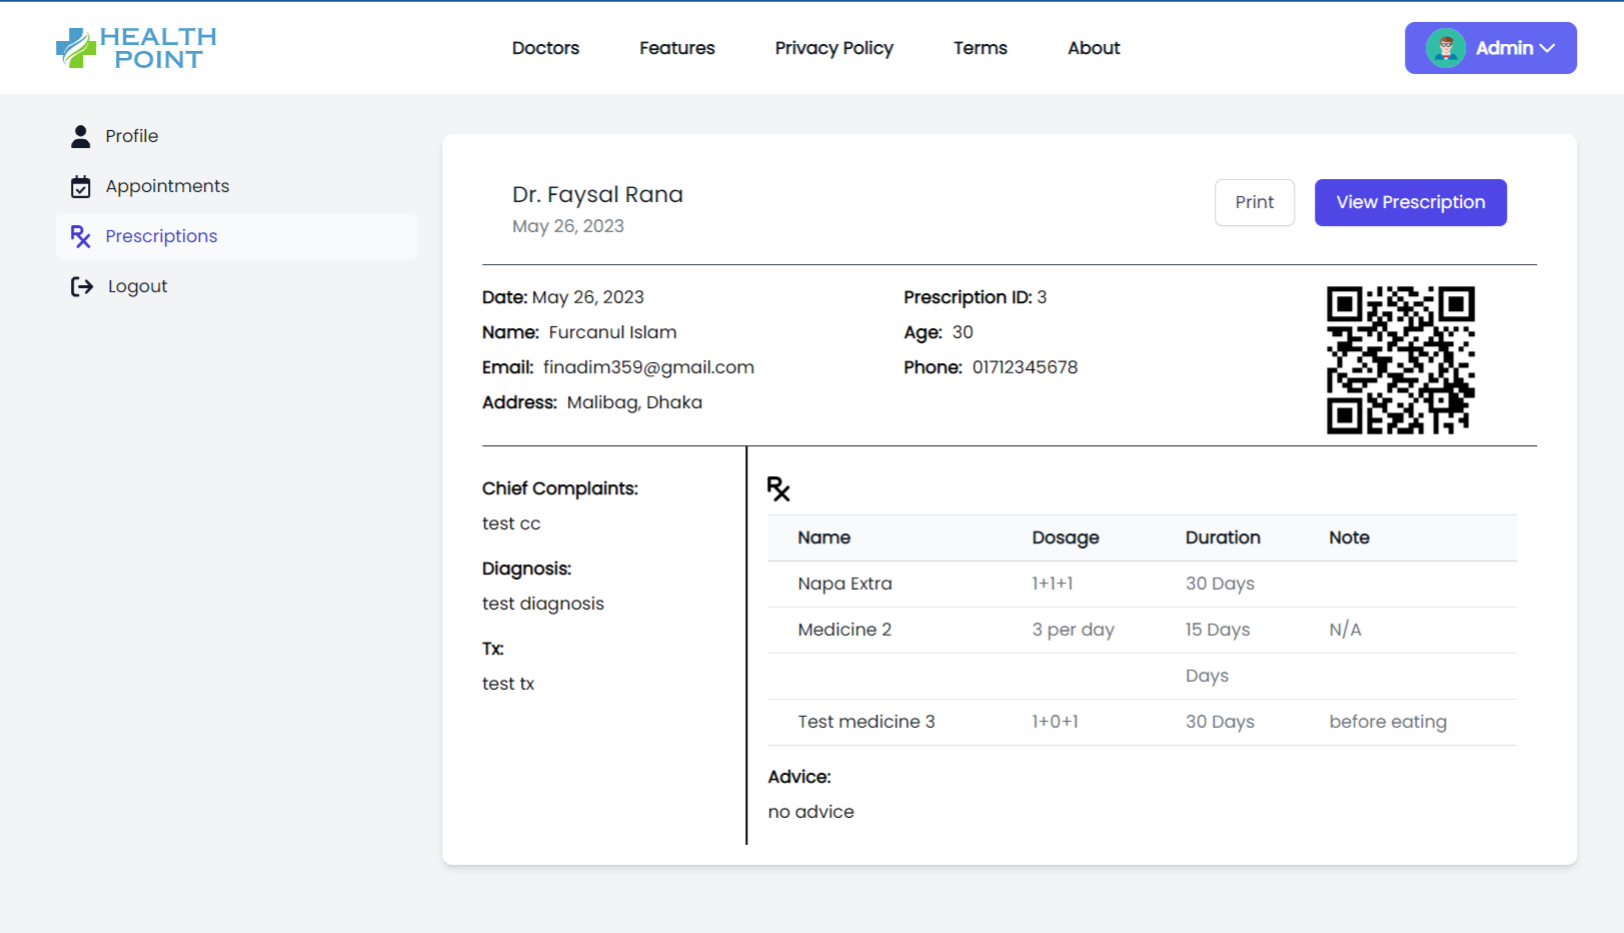 HEALTH
POINT
Doctors Features Privacy Policy Terms About
Admin
Profile
Appointments
Prescriptions
Logout
Dr. Faysal Rana
May 26, 2023
Print View Prescription
Date: May 26, 2023 Prescription ID: 3
Name: Furcanul Islam Age: 30
Email: finadim359@gmail.com Phone: 01712345678
Address: Malibag, Dhaka
Chief Complaints:
test cc
Diagnosis:
test diagnosis
Tx:
test tx
Rx
Name Dosage Duration Note
Napa Extra 1+1+1 30 Days
Medicine 2 3 per day 15 Days N/A
Days
Test medicine 3 1+0+1 30 Days before eating
Advice:
no advice